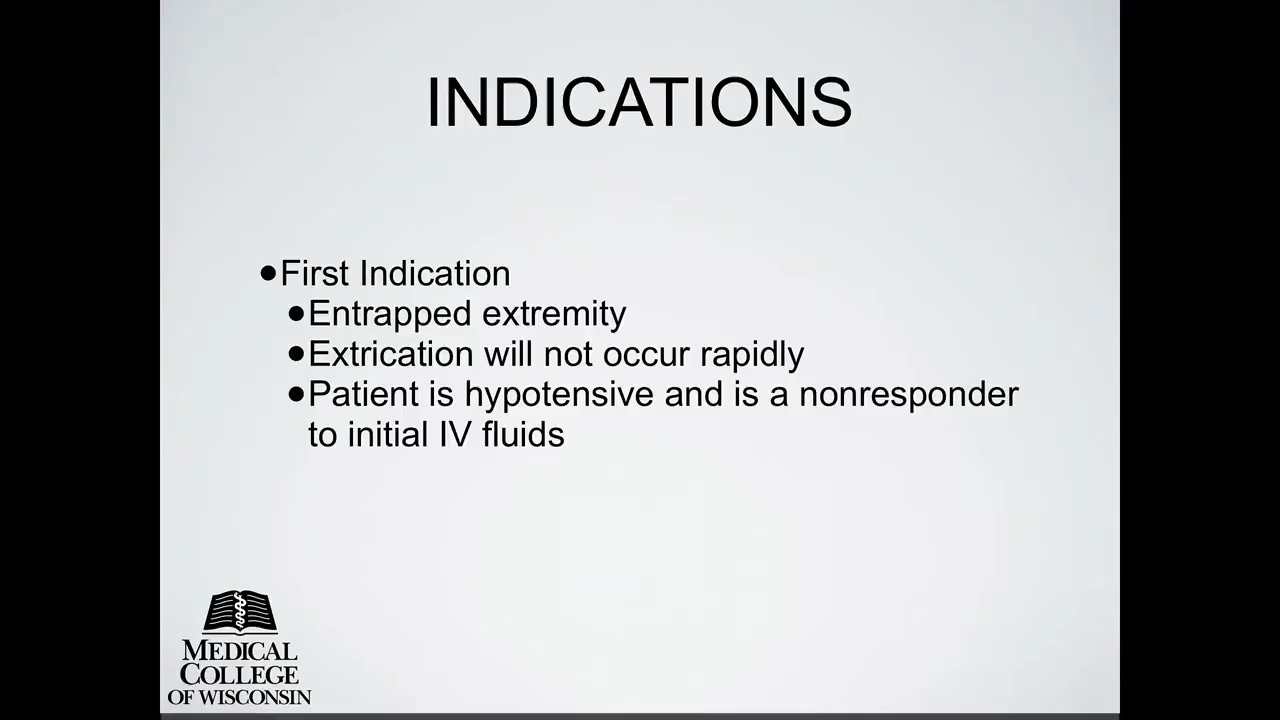 INDICATIONS
●First Indication
●Entrapped extremity
●Extrication will not occur rapidly
●Patient is hypotensive and is a nonresponder
to initial IV fluids
MEDICAL
COLLEGE
OF WISCONSIN